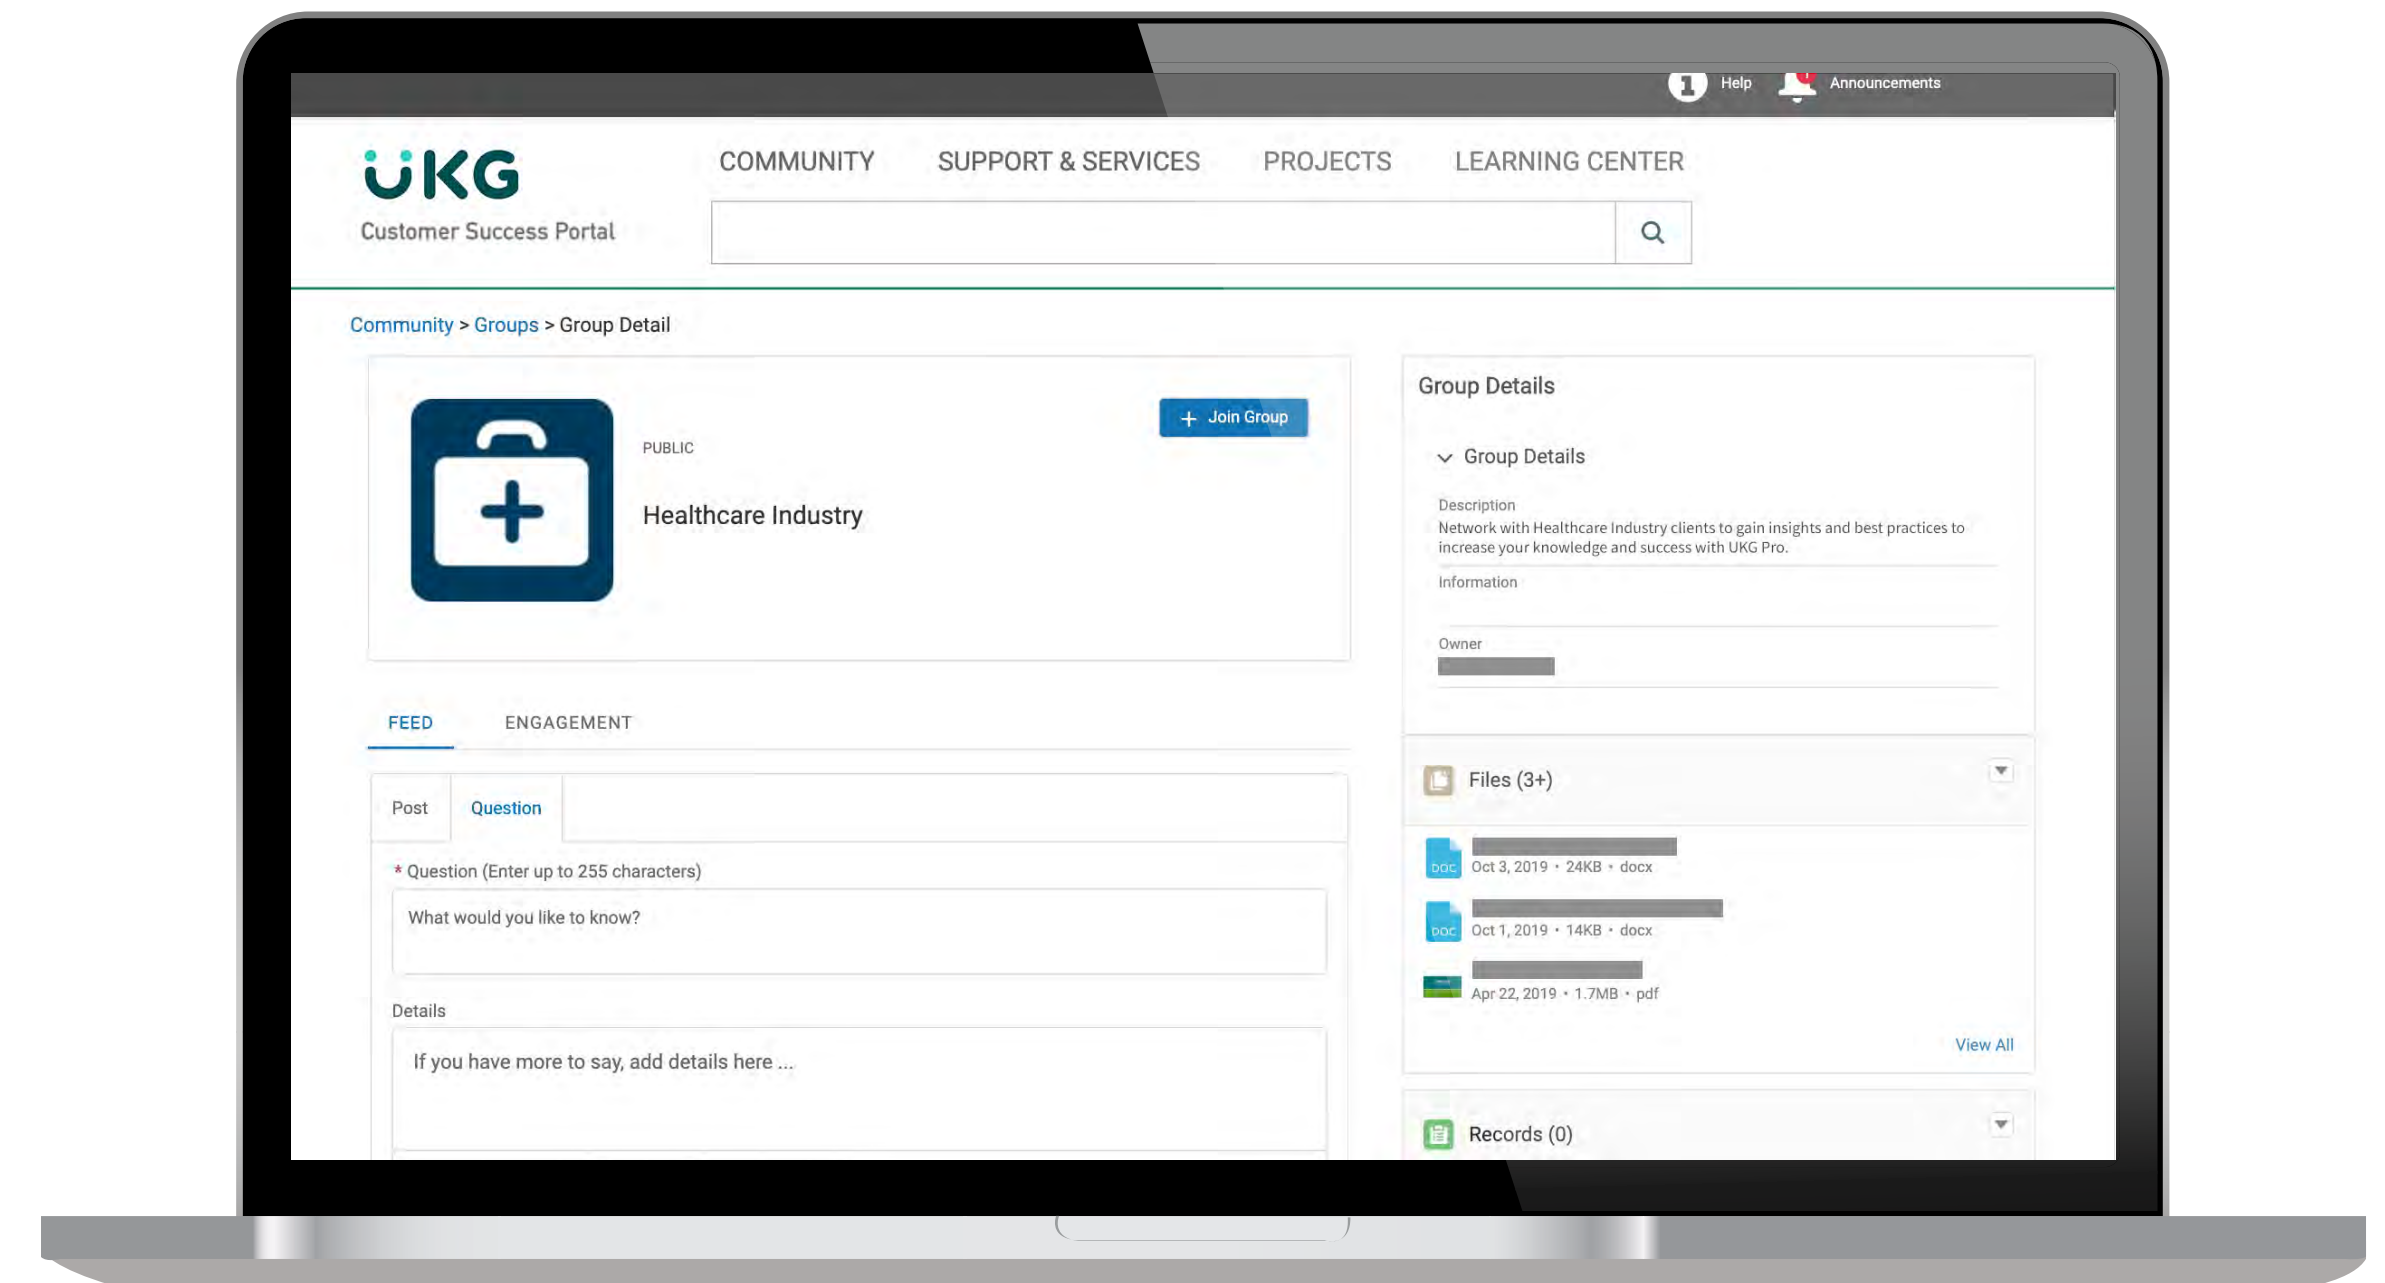 Help
Announcements
UKG
Customer Success Portal
COMMUNITY SUPPORT & SERVICES PROJECTS LEARNING CENTER
Community > Groups > Group Detail
PUBLIC
Healthcare Industry
+ Join Group
FEED ENGAGEMENT
Post Question
* Question (Enter up to 255 characters)
What would you like to know?
Details
If you have more to say, add details here ...
Group Details
Group Details
Description
Network with Healthcare Industry clients to gain insights and best practices to
increase your knowledge and success with UKG Pro.
Information
Owner
Files (3+)
DOC
Oct 3, 2019 • 24KB • docx
DOC
Oct 1, 2019 • 14KB • docx
Apr 22, 2019 • 1.7MB • pdf
View All
Records (0)